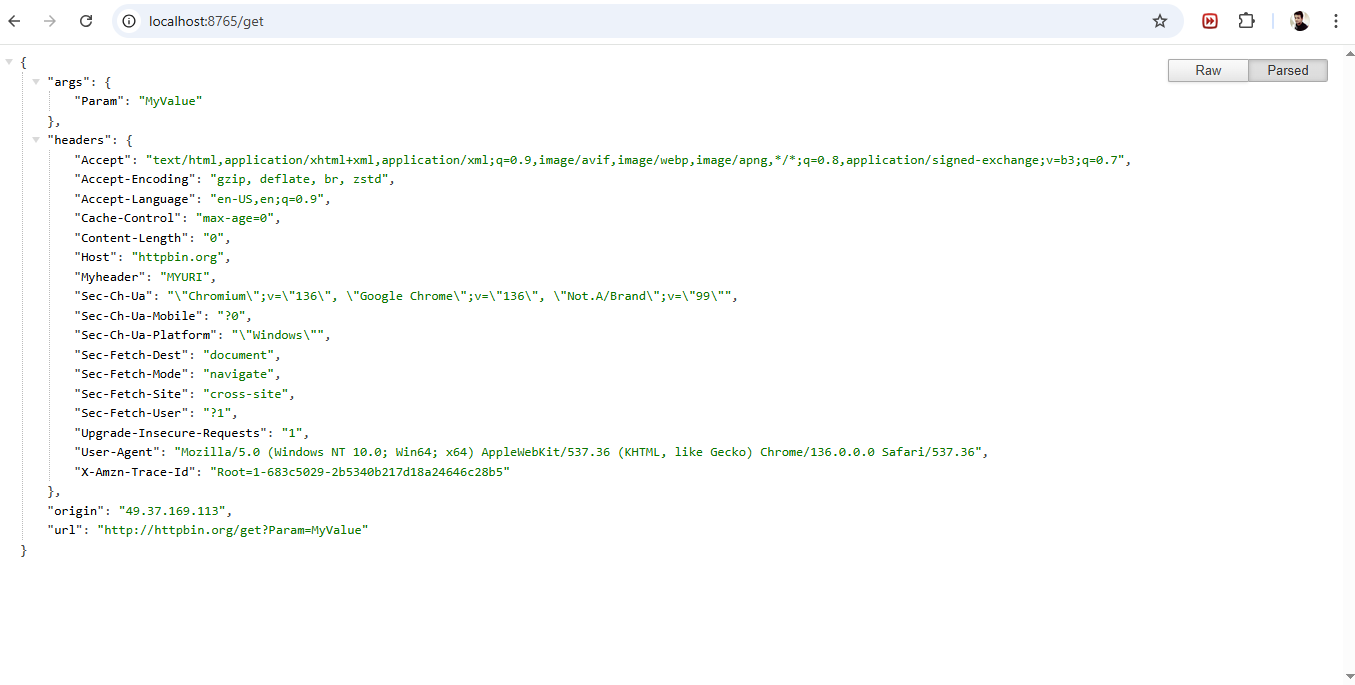 localhost:8765/get
Raw Parsed
{
"args": {
"Param": "MyValue"
},
"headers": {
"Accept": "text/html,application/xhtml+xml,application/xml;q=0.9,image/avif,image/webp,image/apng,*/*;q=0.8,application/signed-exchange;v=b3;q=0.7",
"Accept-Encoding": "gzip, deflate, br, zstd",
"Accept-Language": "en-US,en;q=0.9",
"Cache-Control": "max-age=0",
"Content-Length": "0",
"Host": "httpbin.org",
"Myheader": "MYURI",
"Sec-Ch-Ua": "\"Chromium\";v=\"136\", \"Google Chrome\";v=\"136\", \"Not.A/Brand\";v=\"99\"",
"Sec-Ch-Ua-Mobile": "?0",
"Sec-Ch-Ua-Platform": "\"Windows\"",
"Sec-Fetch-Dest": "document",
"Sec-Fetch-Mode": "navigate",
"Sec-Fetch-Site": "cross-site",
"Sec-Fetch-User": "?1",
"Upgrade-Insecure-Requests": "1",
"User-Agent": "Mozilla/5.0 (Windows NT 10.0; Win64; x64) AppleWebKit/537.36 (KHTML, like Gecko) Chrome/136.0.0.0 Safari/537.36",
"X-Amzn-Trace-Id": "Root=1-683c5029-2b5340b217d18a24646c28b5"
},
"origin": "49.37.169.113",
"url": "http://httpbin.org/get?Param=MyValue"
}